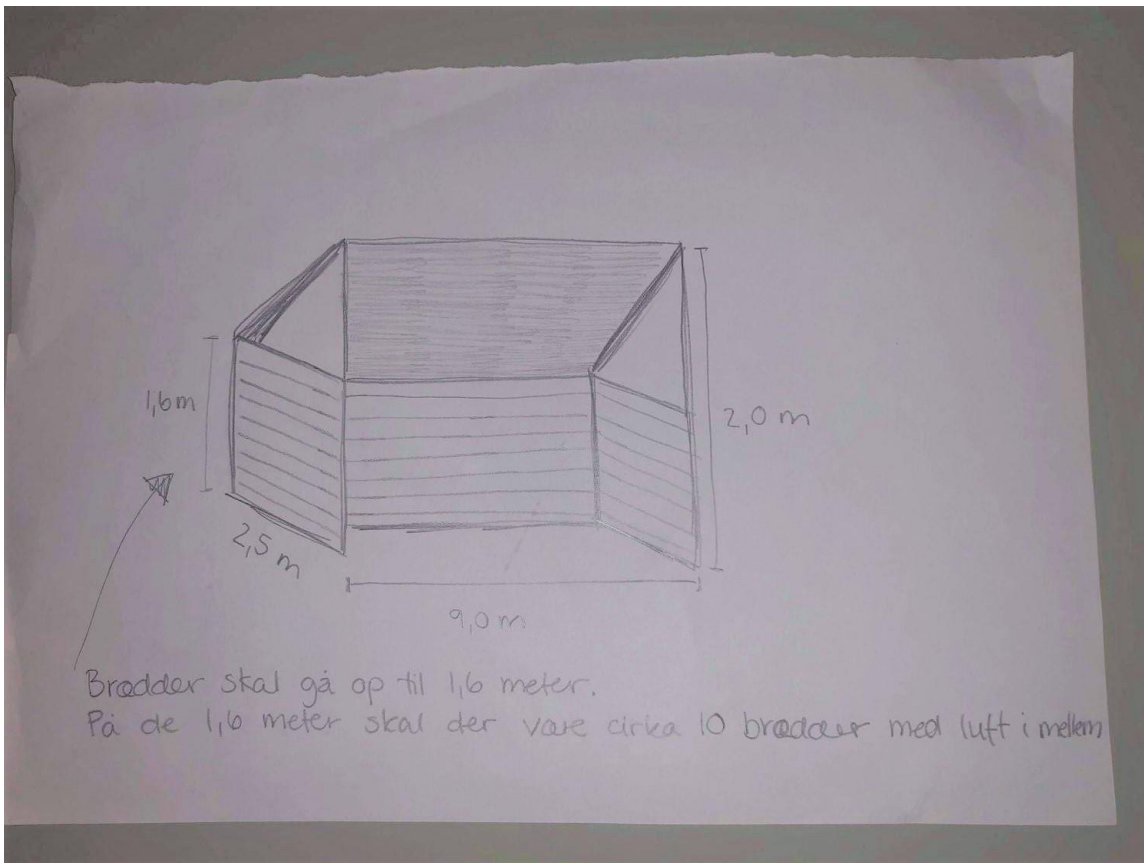 1,6 m
2,0 m
2,5 m
9,0 m
Brædder skal gå op til 1,6 meter.
På de 1,6 meter skal der være cirka 10 brædder med luft i mellem